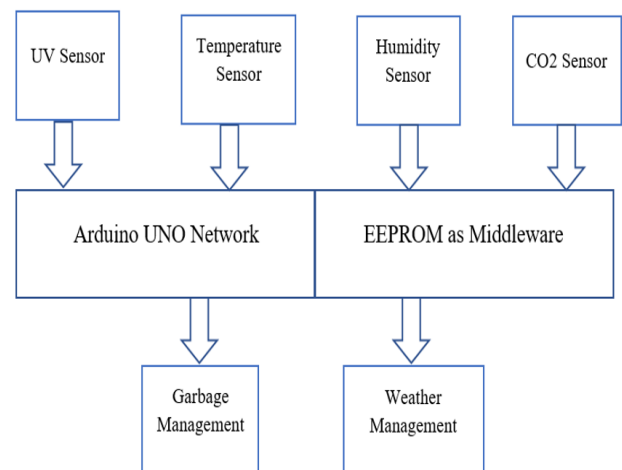 UV Sensor
Temperature
Sensor
Humidity
Sensor
CO2 Sensor
Arduino UNO Network
EEPROM as Middleware
Garbage
Management
Weather
Management